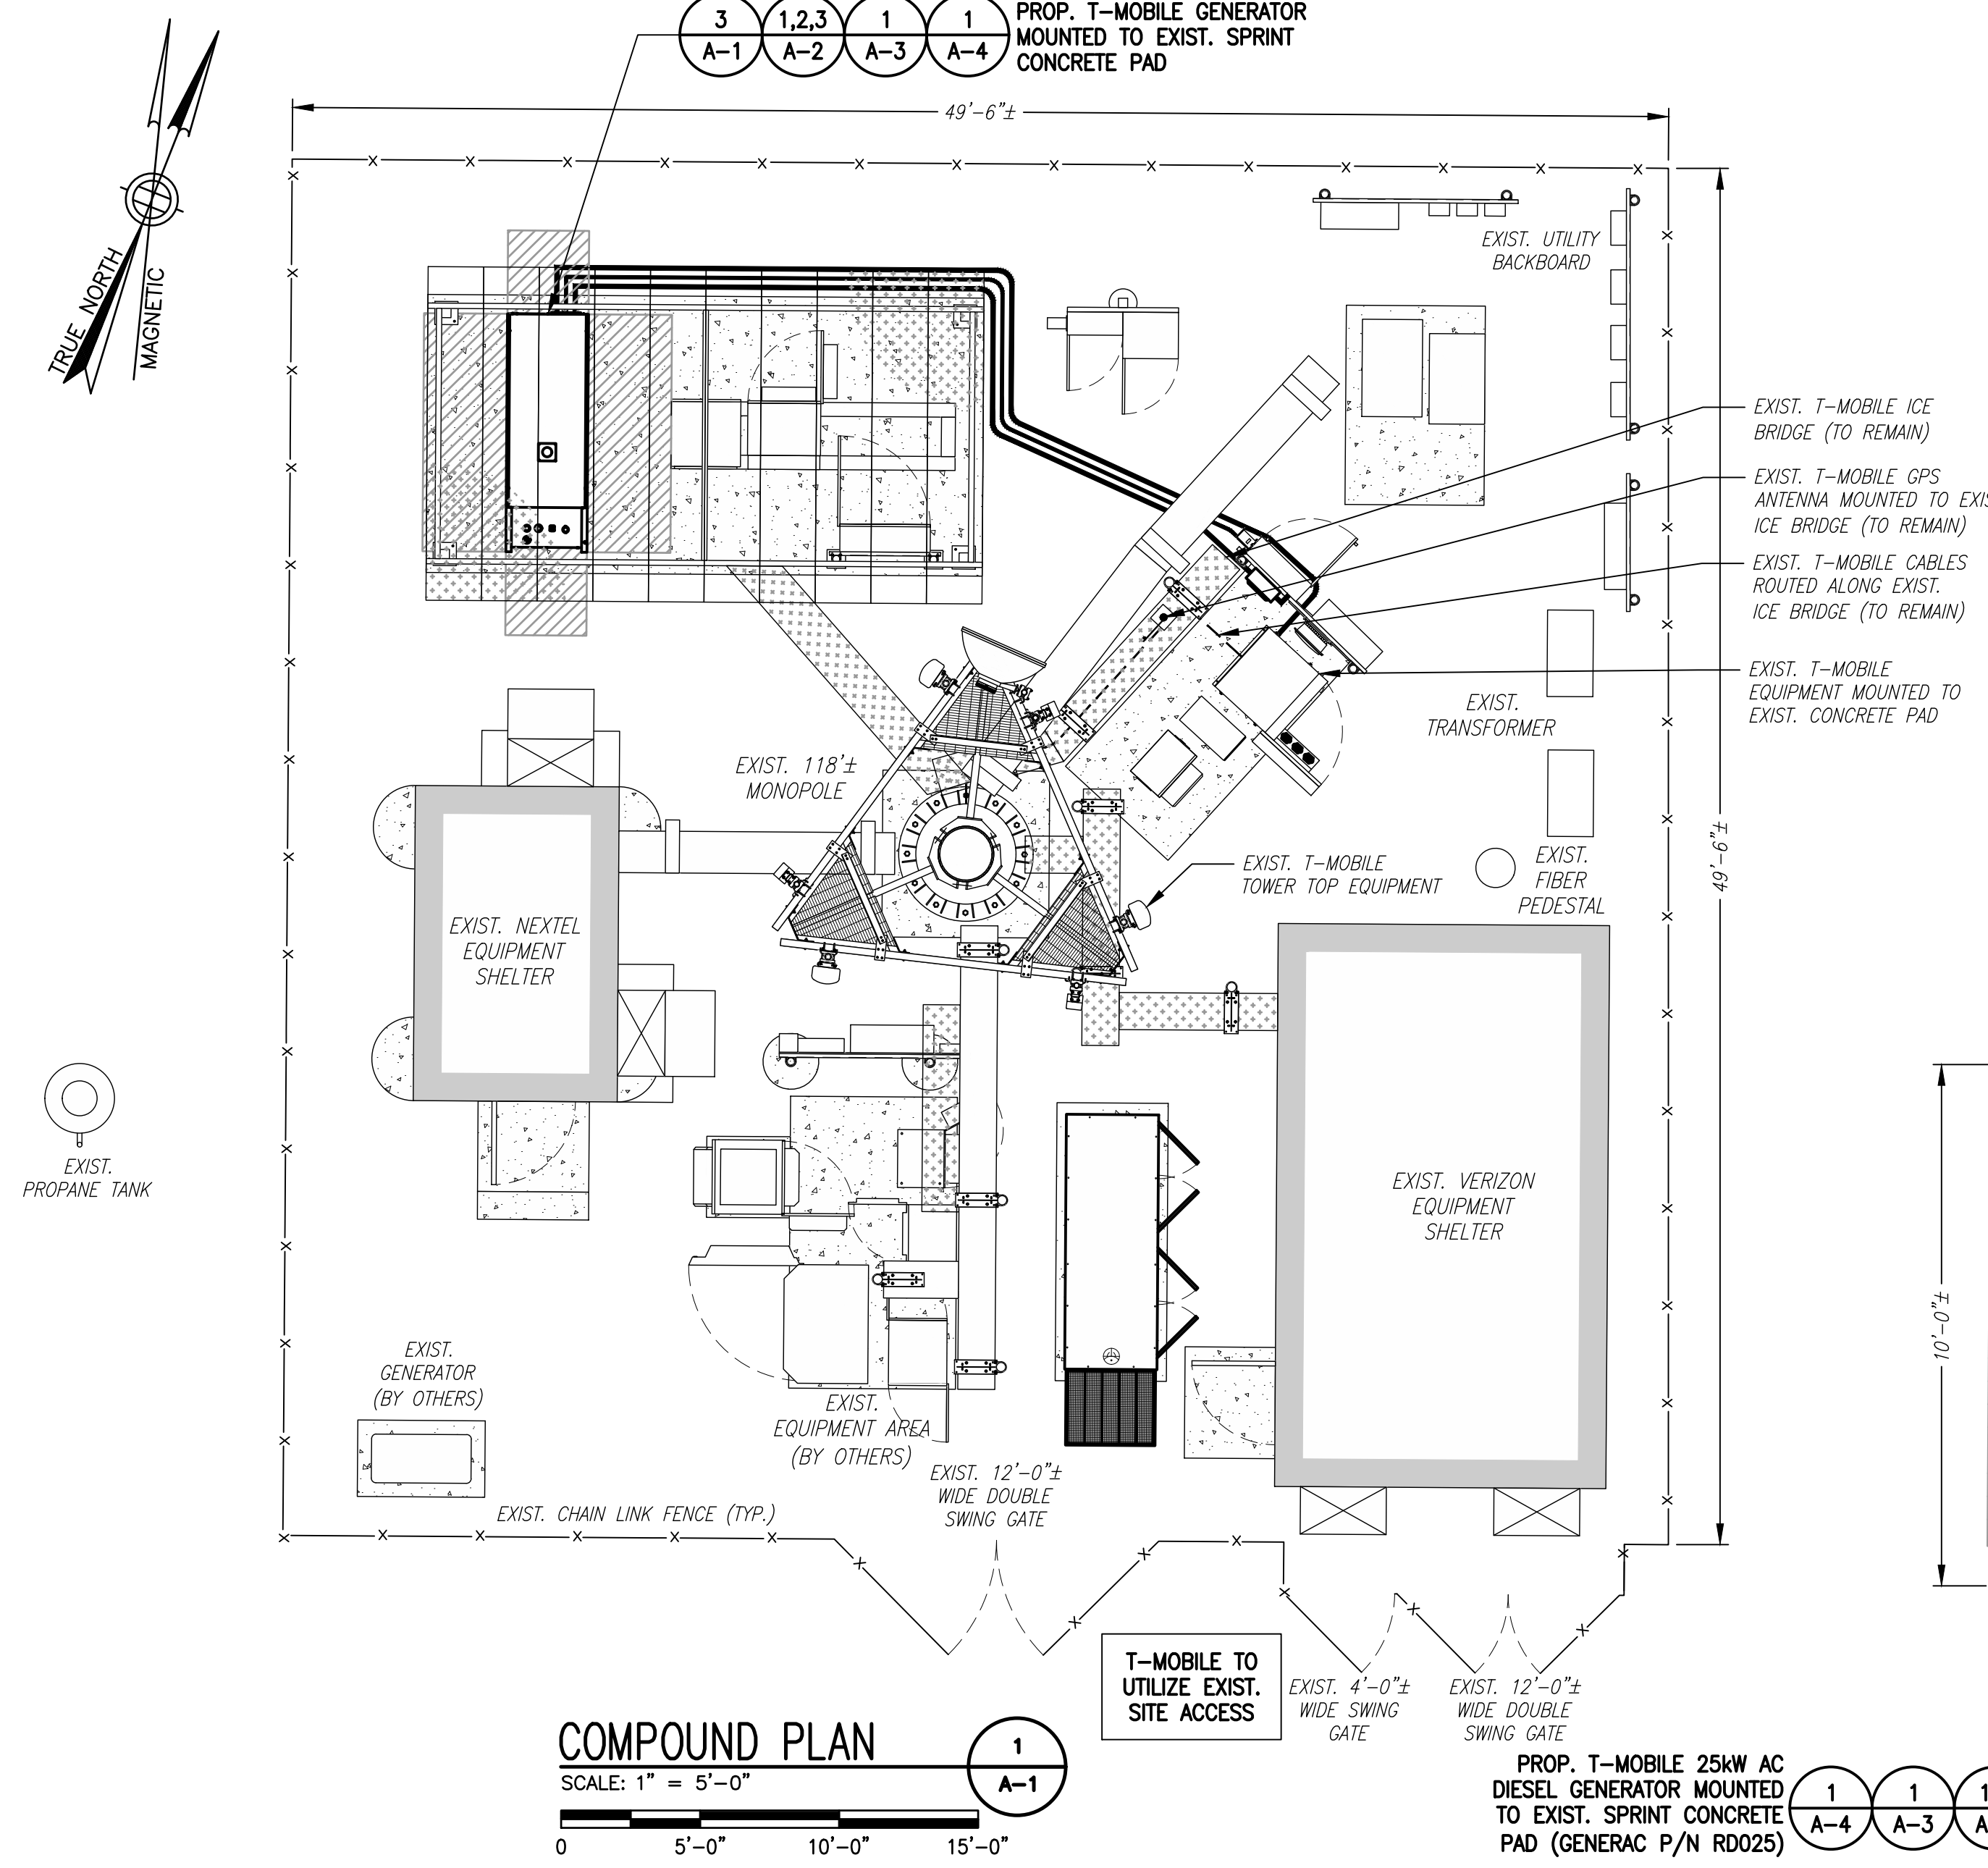 3
A-1
1,2,3
A-2
1
A-3
1
A-4
PROP. T-MOBILE GENERATOR
MOUNTED TO EXIST. SPRINT
CONCRETE PAD
49'-6"±
TRUE NORTH
MAGNETIC
EXIST. UTILITY
BACKBOARD
EXIST. T-MOBILE ICE
BRIDGE (TO REMAIN)
EXIST. T-MOBILE GPS
ANTENNA MOUNTED TO
ICE BRIDGE (TO REMAIN)
EXIST. T-MOBILE CABLES
ROUTED ALONG EXIST.
ICE BRIDGE (TO REMAIN)
EXIST. T-MOBILE
EQUIPMENT MOUNTED TO
EXIST. CONCRETE PAD
EXIST.
TRANSFORMER
EXIST. 118'±
MONOPOLE
49'-6"±
EXIST. T-MOBILE
TOWER TOP EQUIPMENT
EXIST.
FIBER
PEDESTAL
EXIST. NEXTEL
EQUIPMENT
SHELTER
EXIST.
PROPANE TANK
EXIST. VERIZON
EQUIPMENT
SHELTER
10'-0"±
EXIST.
GENERATOR
(BY OTHERS)
EXIST.
EQUIPMENT AREA
(BY OTHERS)
EXIST. 12'-0"±
WIDE DOUBLE
SWING GATE
EXIST. CHAIN LINK FENCE (TYP.)
T-MOBILE TO
UTILIZE EXIST.
SITE ACCESS
EXIST. 4'-0"±
WIDE SWING
GATE
EXIST. 12'-0"±
WIDE DOUBLE
SWING GATE
COMPOUND PLAN
SCALE: 1" = 5'-0"
1
A-1
0 5'-0" 10'-0" 15'-0"
PROP. T-MOBILE 25kW AC
DIESEL GENERATOR MOUNTED
TO EXIST. SPRINT CONCRETE
PAD (GENERAC P/N RD025)
1
A-4
1
A-3